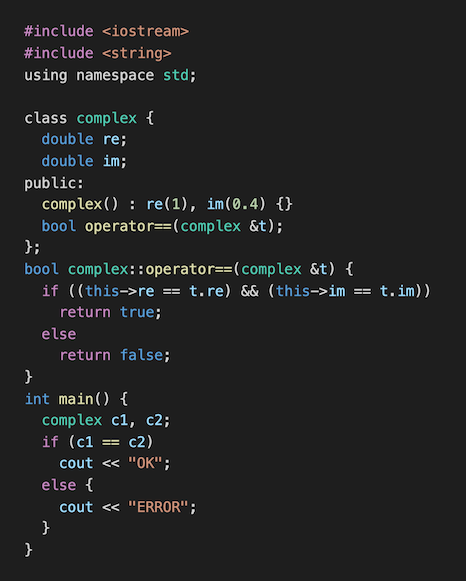 #include <iostream>
#include <string>
using namespace std;

class complex {
  double re;
  double im;
public:
  complex() : re(1), im(0.4) {}
  bool operator==(complex &t);
};
bool complex::operator==(complex &t) {
  if ((this->re == t.re) && (this->im == t.im))
    return true;
  else
    return false;
}
int main() {
  complex c1, c2;
  if (c1 == c2)
    cout << "OK";
  else {
    cout << "ERROR";
  }
}